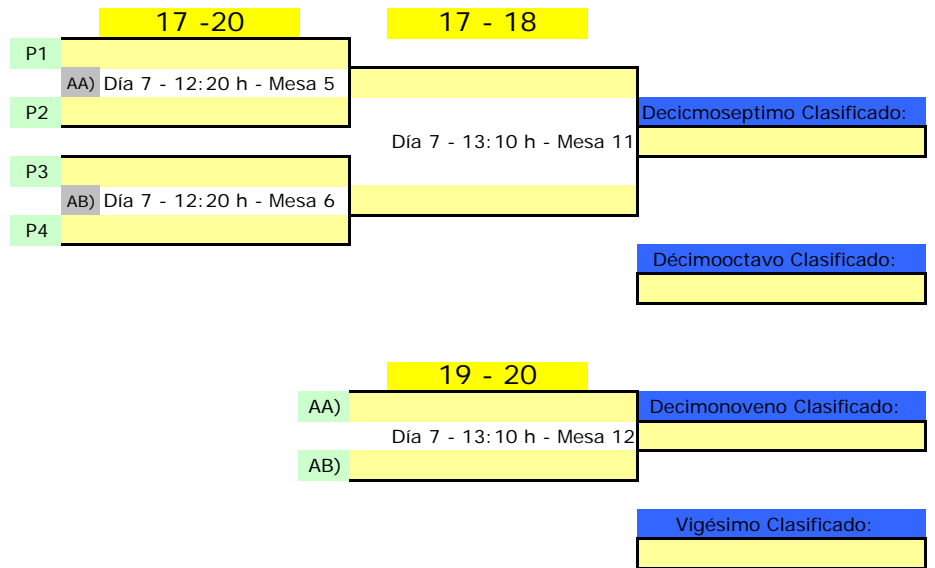 17 -20
17 - 18
P1
AA) Día 7 - 12:20 h - Mesa 5
P2
Decicmoseptimo Clasificado:
Día 7 - 13:10 h - Mesa 11
P3
AB) Día 7 - 12:20 h - Mesa 6
P4
Décimooctavo Clasificado:
19 - 20
AA)
Decimonoveno Clasificado:
Día 7 - 13:10 h - Mesa 12
AB)
Vigésimo Clasificado: